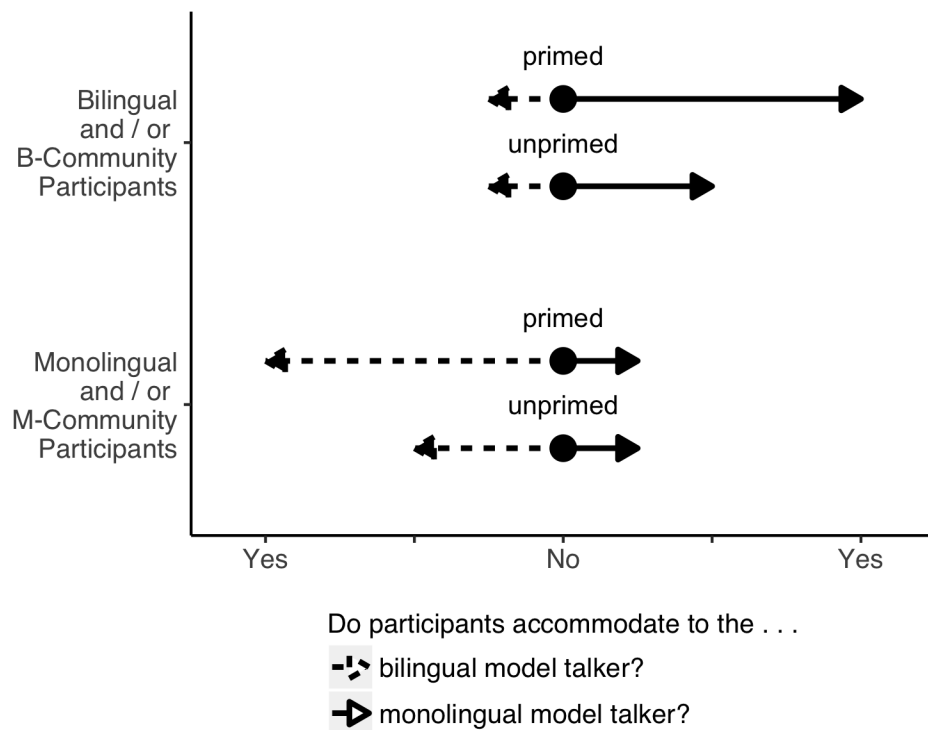 primed
Bilingual
and / or
B-Community
Participants
unprimed
primed
Monolingual
and / or
M-Community
Participants
unprimed
Yes
No
Yes
Do participants accommodate to the . . .
bilingual model talker?
monolingual model talker?